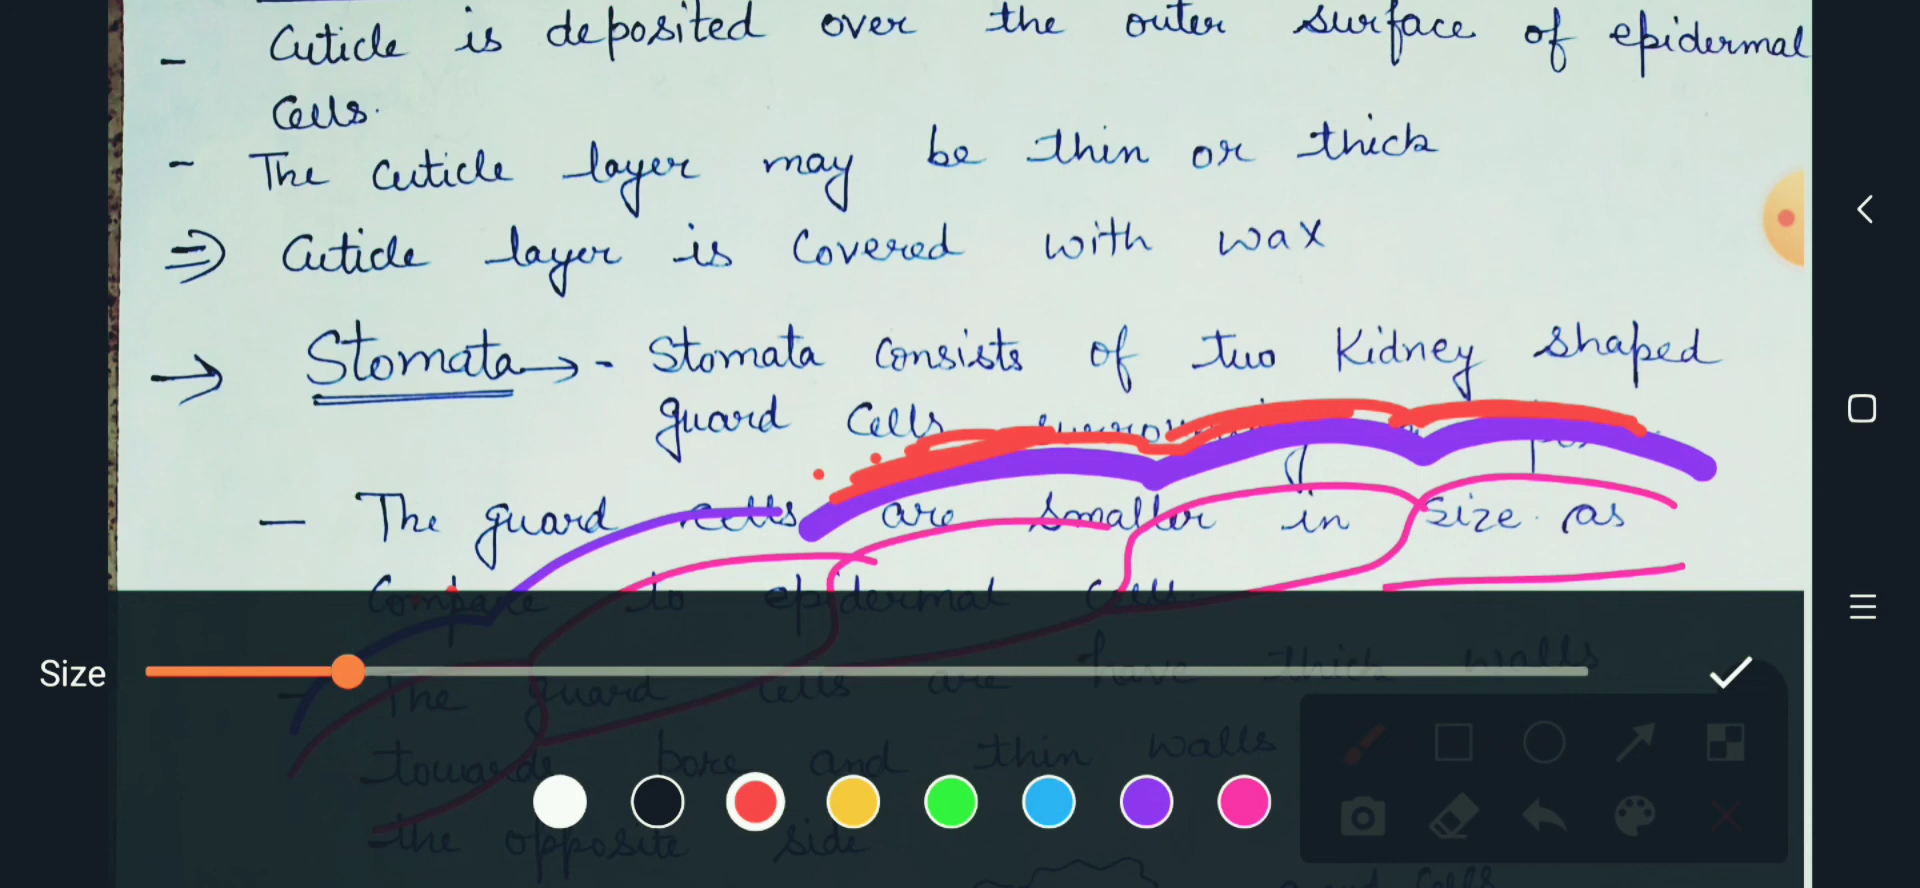 - Cuticle is deposited over the outer surface of epidermal
Cells.
- The cuticle layer may be thin or thick
⇒ Cuticle layer is Covered with wax
→ Stomata → - Stomata Consists of two Kidney shaped
guard Cells
- The guard cells are smaller in size as
Compare to epidermal Cell.
- The guard cells are have thick walls
towards pore and thin walls
the opposite side
guard Cells
Size